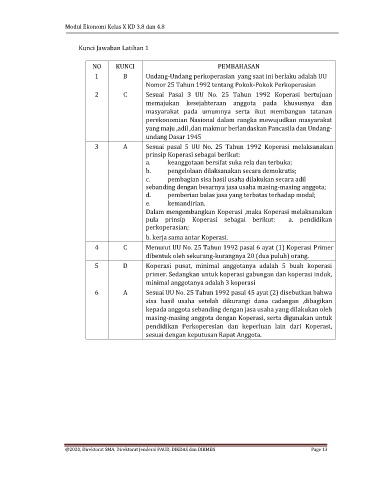 Modul Ekonomi Kelas X KD 3.8 dan 4.8
Kunci Jawaban Latihan 1
NO KUNCI PEMBAHASAN
1 B Undang-Undang perkoperasian yang saat ini berlaku adalah UU
Nomor 25 Tahun 1992 tentang Pokok-Pokok Perkoperasian
2 C Sesuai Pasal 3 UU No. 25 Tahun 1992 Koperasi bertujuan
memajukan kesejahteraan anggota pada khususnya dan
masyarakat pada umumnya serta ikut membangun tatanan
perekonomian Nasional dalam rangka mewujudkan masyarakat
yang maju ,adil ,dan makmur berlandaskan Pancasila dan Undang-
undang Dasar 1945
3 A Sesuai pasal 5 UU No. 25 Tahun 1992 Koperasi melaksanakan
prinsip Koperasi sebagai berikut:
a. keanggotaan bersifat suka rela dan terbuka;
b. pengelolaan dilaksanakan secara demokratis;
c. pembagian sisa hasil usaha dilakukan secara adil
sebanding dengan besarnya jasa usaha masing-masing anggota;
d. pemberian balas jasa yang terbatas terhadap modal;
e. kemandirian.
Dalam mengembangkan Koperasi ,maka Koperasi melaksanakan
pula prinsip Koperasi sebagai berikut: a. pendidikan
perkoperasian;
b. kerja sama antar Koperasi.
4 C Menurut UU No. 25 Tahun 1992 pasal 6 ayat (1) Koperasi Primer
dibentuk oleh sekurang-kurangnya 20 (dua puluh) orang.
5 D Koperasi pusat, minimal anggotanya adalah 5 buah koperasi
primer. Sedangkan untuk koperasi gabungan dan koperasi induk,
minimal anggotanya adalah 3 koperasi
6 A Sesuai UU No. 25 Tahun 1992 pasal 45 ayat (2) disebutkan bahwa
sisa hasil usaha setelah dikurangi dana cadangan ,dibagikan
kepada anggota sebanding dengan jasa usaha yang dilakukan oleh
masing-masing anggota dengan Koperasi, serta digunakan untuk
pendidikan Perkoperasian dan keperluan lain dari Koperasi,
sesuai dengan keputusan Rapat Anggota.
@2020, Direktorat SMA, Direktorat Jenderal PAUD, DIKDAS dan DIKMEN Page 13